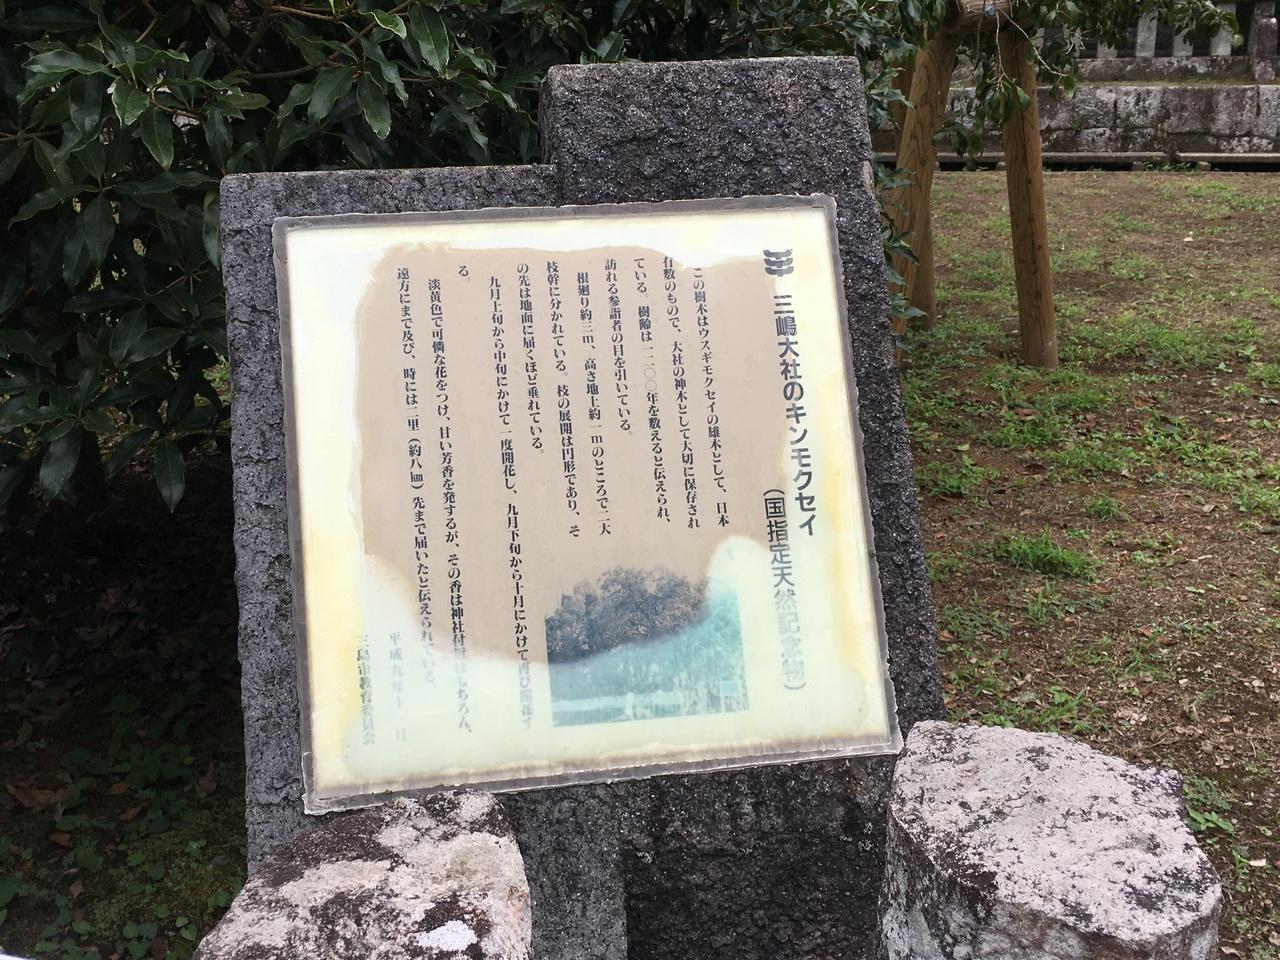 三嶋大社のキンモクセイ
(国指定天然記念物)
この樹木はウスギモクセイの雄木として、日本
有数のもので、大社の神木として大切に保存され
ている。樹齢は一二〇〇年を数えると伝えられ、
訪れる参詣者の目を引いている。
根廻り約三m、高さ地上約一mのところで二大
枝幹に分かれている。枝の展開は円形であり、そ
の先は地面に届くほど垂れている。
九月上旬から中旬にかけて一度開花し、九月下旬から十月にかけて再び開花す
る。
淡黄色で可憐な花をつけ、甘い芳香を発するが、その香は神社付近はもちろん、
遠方にまで及び、時には二里(約八㎞)先まで届いたと伝えられている。
平成九年十 月
三島市教育委員会